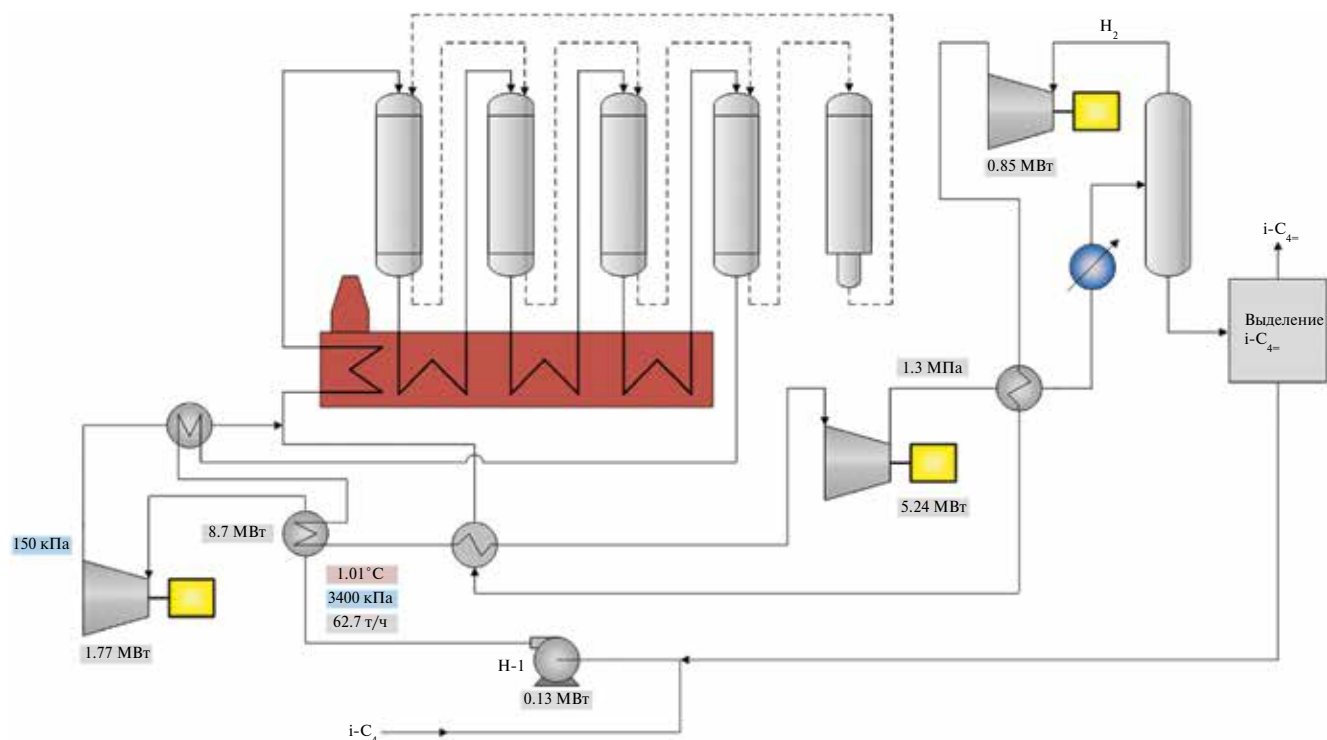 H₂
0.85 МВт
i-C₄₌
Выделение
i-C₄₌
1.3 МПа
5.24 МВт
8.7 МВт
150 кПа
1.01°C
3400 кПа
62.7 т/ч
1.77 МВт
Н-1
0.13 МВт
i-C₄